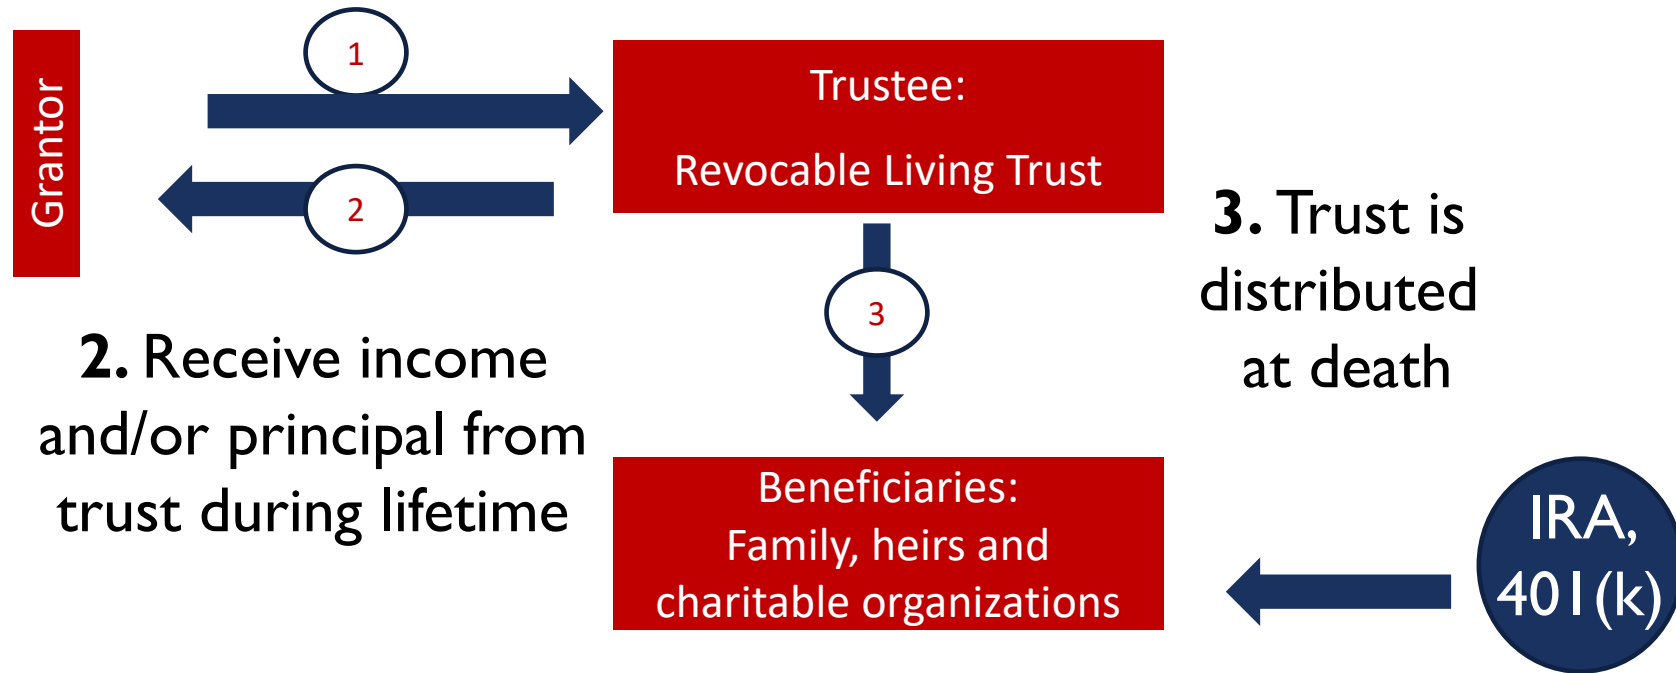 Grantor
1
2
Trustee:
Revocable Living Trust
3. Trust is
distributed
at death
3
2. Receive income
and/or principal from
trust during lifetime
Beneficiaries:
Family, heirs and
charitable organizations
IRA,
401(k)